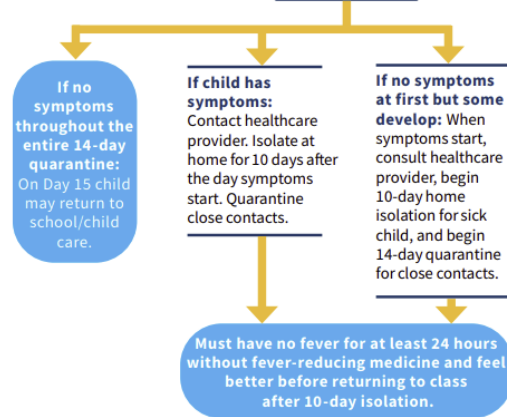 If no
symptoms
throughout the
entire 14-day
quarantine:
On Day 15 child
may return to
school/child
care.
If child has
symptoms:
Contact healthcare
provider. Isolate at
home for 10 days after
the day symptoms
start. Quarantine
close contacts.
If no symptoms
at first but some
develop: When
symptoms start,
consult healthcare
provider, begin
10-day home
isolation for sick
child, and begin
14-day quarantine
for close contacts.
Must have no fever for at least 24 hours
without fever-reducing medicine and feel
better before returning to class
after 10-day isolation.